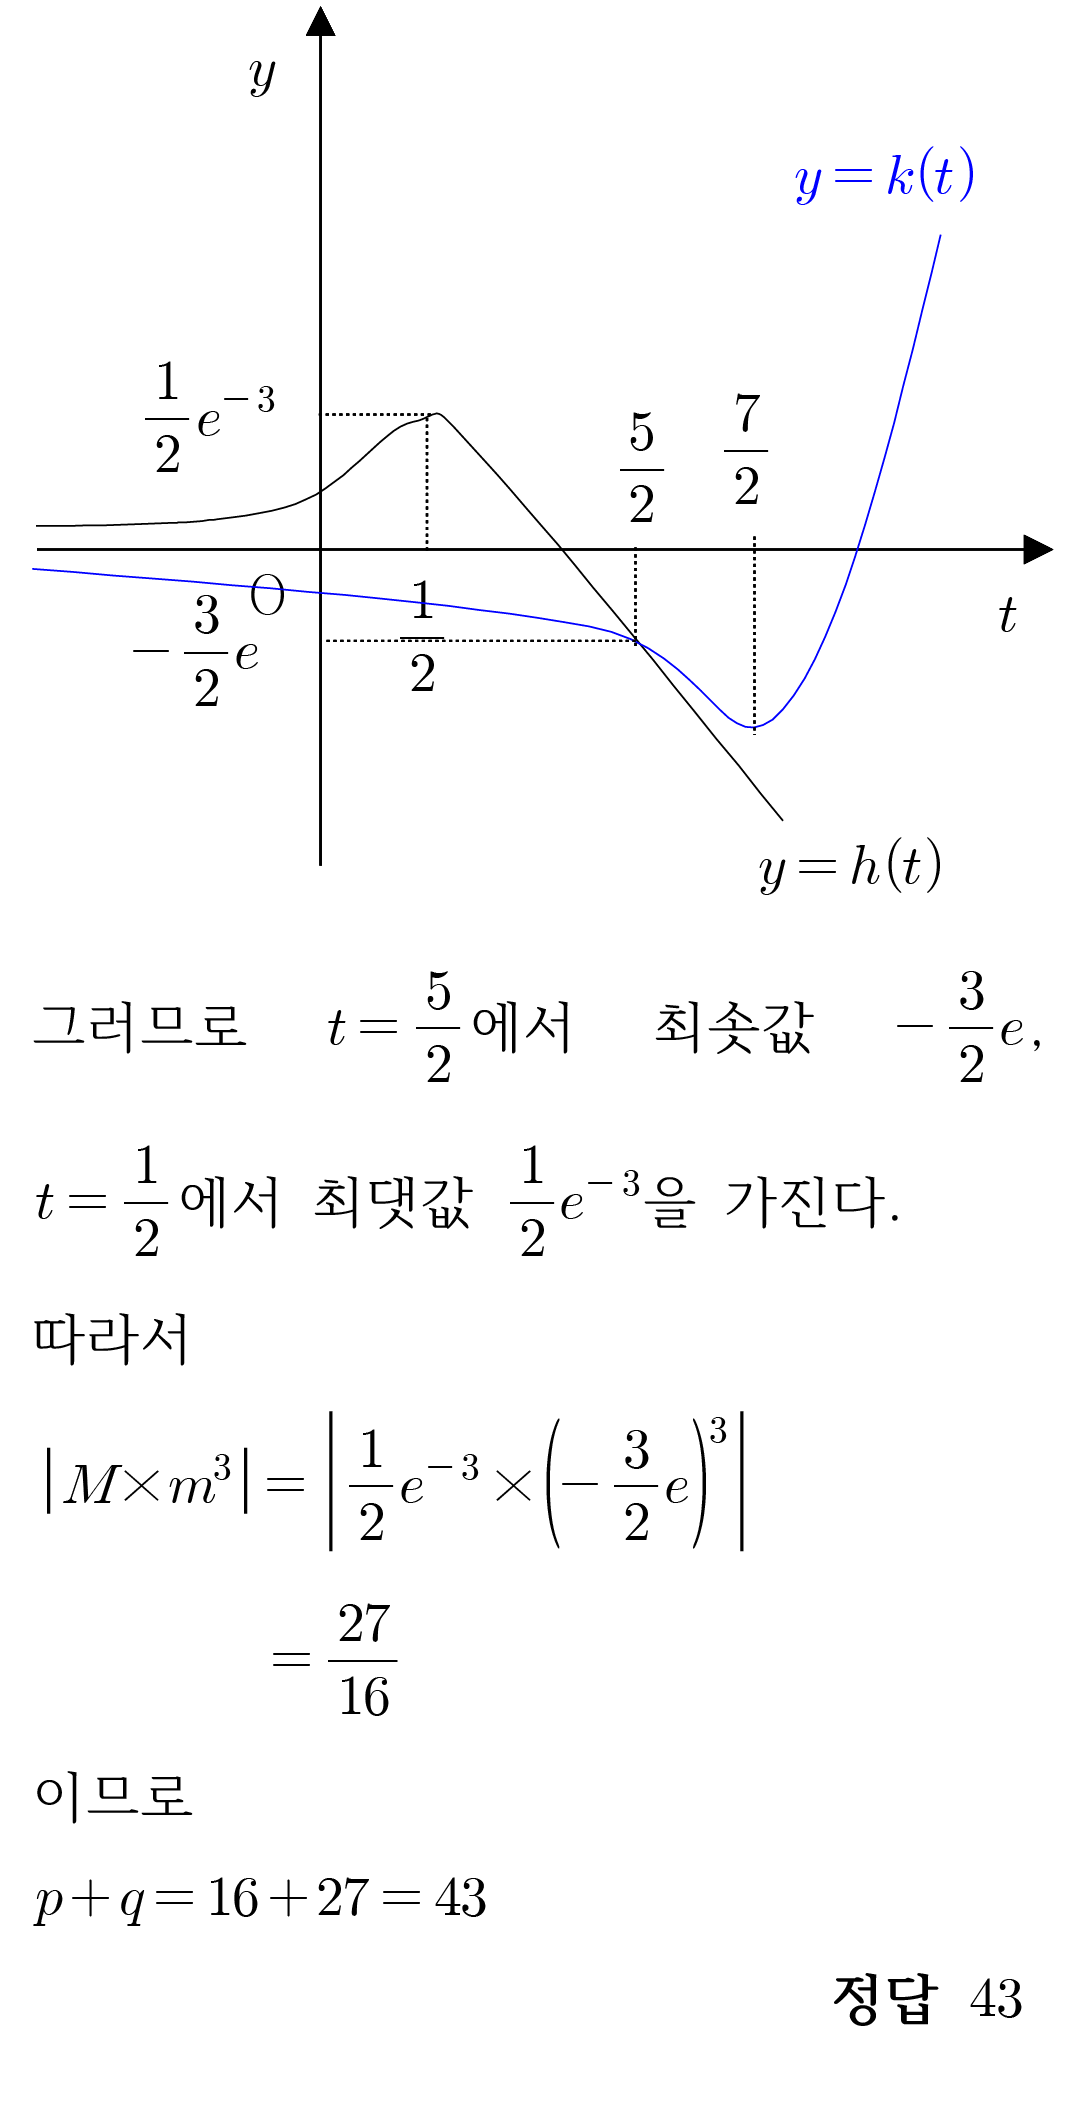 y
y = k(t)
1/2 e^{-3}
5/2
7/2
O
t
-3/2 e
1/2
y = h(t)
그러므로 t = 5/2 에서 최솟값 -3/2 e,
t = 1/2 에서 최댓값 1/2 e^{-3}을 가진다.
따라서
|M×m^3| = |1/2 e^{-3} × (-3/2 e)^3|
= 27/16
이므로
p+q = 16+27 = 43
정답 43